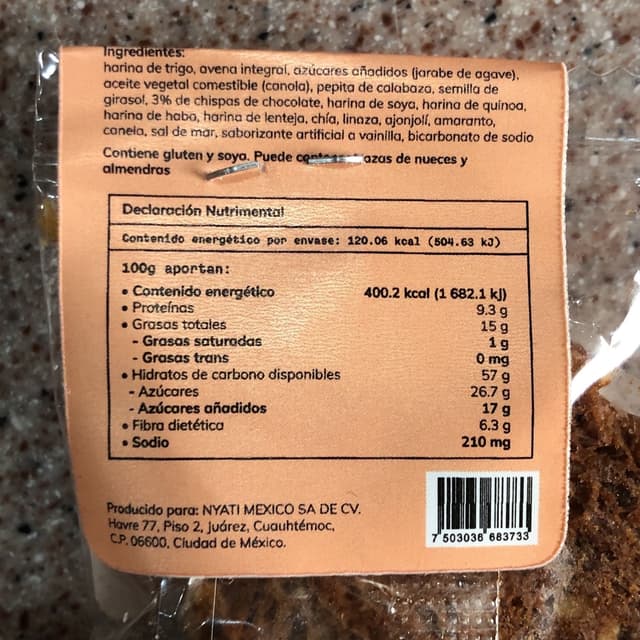 Ingredientes:
harina de trigo, avena integral, azúcares añadidos (jarabe de agave),
aceite vegetal comestible (canola), pepita de calabaza, semilla de
girasol, 3% de chispas de chocolate, harina de soya, harina de quinoa,
harina de haba, harina de lenteja, chía, linaza, ajonjolí, amaranto,
canela, sal de mar, saborizante artificial a vainilla, bicarbonato de sodio
Contiene gluten y soya. Puede azas de nueces y
almendras
Declaración Nutrimental
Contenido energético por envase: 120.06 kcal (504.63 kJ)
100g aportan:
• Contenido energético 400.2 kcal (1 682.1 kj)
• Proteínas 9.3 g
• Grasas totales 15 g
- Grasas saturadas 1 g
- Grasas trans 0 mg
• Hidratos de carbono disponibles 57 g
- Azúcares 26.7 g
- Azúcares añadidos 17 g
• Fibra dietética 6.3 g
• Sodio 210 mg
Producido para: NYATI MEXICO SA DE CV.
Havre 77, Piso 2, Juárez, Cuauhtémoc,
C.P. 06600, Ciudad de México.
7 503036 683733